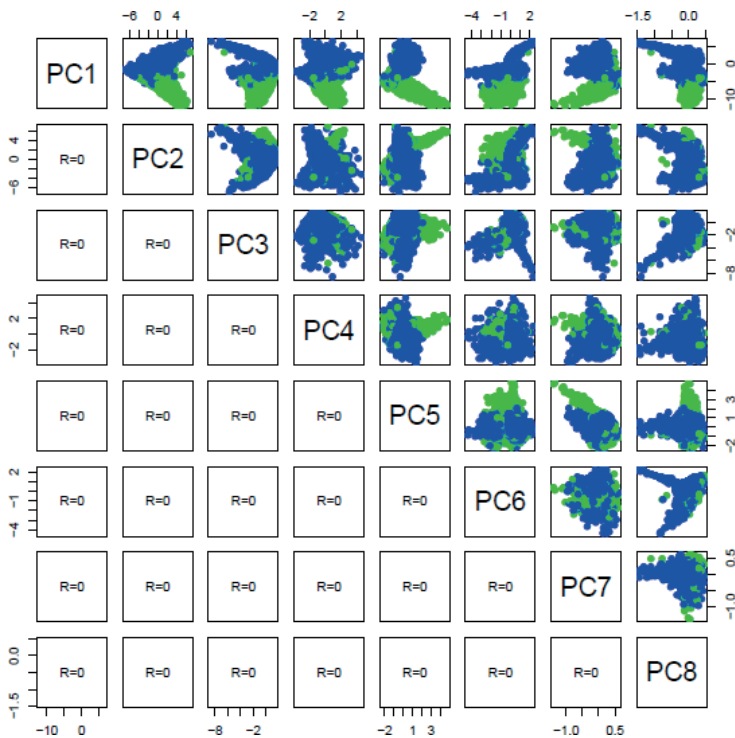 −6 0 4 −2 2 −4 −1 2 −1.5 0.0
PC1 −10 0
−6 0 4 R=0 PC2
R=0 R=0 PC3 −8 −2
−2 2 R=0 R=0 R=0 PC4
R=0 R=0 R=0 R=0 PC5 −2 1 3
−4 −1 2 R=0 R=0 R=0 R=0 R=0 PC6
R=0 R=0 R=0 R=0 R=0 R=0 PC7 −1.0 0.5
−1.5 0.0 R=0 R=0 R=0 R=0 R=0 R=0 R=0 PC8
−10 0 −8 −2 −2 1 3 −1.0 0.5